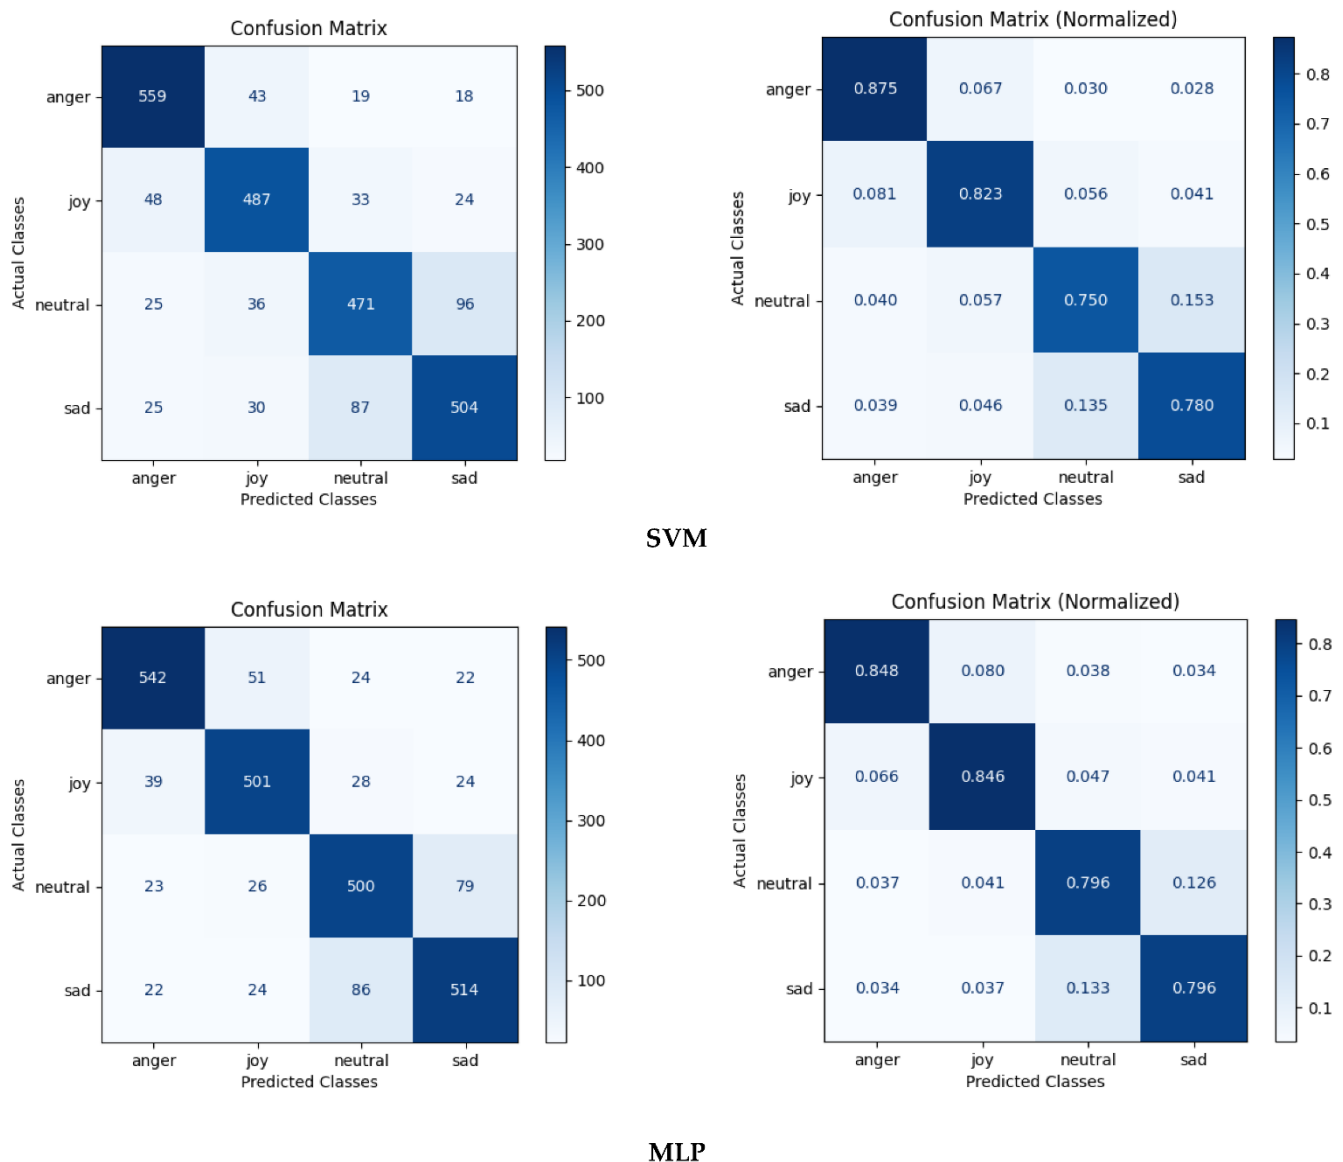 Confusion Matrix
anger 559 43 19 18
joy 48 487 33 24
neutral 25 36 471 96
sad 25 30 87 504
anger joy neutral sad
Predicted Classes
Actual Classes
500
400
300
200
100
Confusion Matrix (Normalized)
anger 0.875 0.067 0.030 0.028
joy 0.081 0.823 0.056 0.041
neutral 0.040 0.057 0.750 0.153
sad 0.039 0.046 0.135 0.780
anger joy neutral sad
Predicted Classes
Actual Classes
0.8
0.7
0.6
0.5
0.4
0.3
0.2
0.1
SVM
Confusion Matrix
anger 542 51 24 22
joy 39 501 28 24
neutral 23 26 500 79
sad 22 24 86 514
anger joy neutral sad
Predicted Classes
Actual Classes
500
400
300
200
100
Confusion Matrix (Normalized)
anger 0.848 0.080 0.038 0.034
joy 0.066 0.846 0.047 0.041
neutral 0.037 0.041 0.796 0.126
sad 0.034 0.037 0.133 0.796
anger joy neutral sad
Predicted Classes
Actual Classes
0.8
0.7
0.6
0.5
0.4
0.3
0.2
0.1
MLP